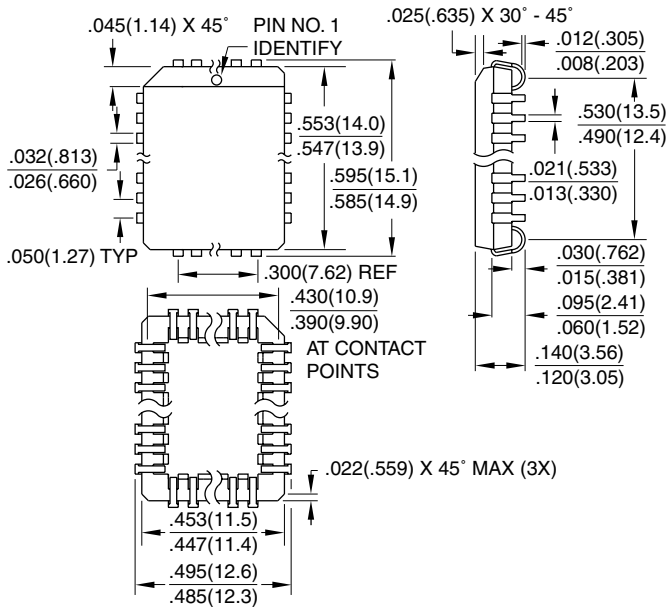 .045(1.14) X 45˚
PIN NO. 1
IDENTIFY
.025(.635) X 30˚ - 45˚
.012(.305)
.008(.203)
.530(13.5)
.490(12.4)
.553(14.0)
.547(13.9)
.595(15.1)
.585(14.9)
.032(.813)
.026(.660)
.021(.533)
.013(.330)
.050(1.27) TYP
.300(7.62) REF
.430(10.9)
.390(9.90)
AT CONTACT
POINTS
.030(.762)
.015(.381)
.095(2.41)
.060(1.52)
.140(3.56)
.120(3.05)
.022(.559) X 45˚ MAX (3X)
.453(11.5)
.447(11.4)
.495(12.6)
.485(12.3)